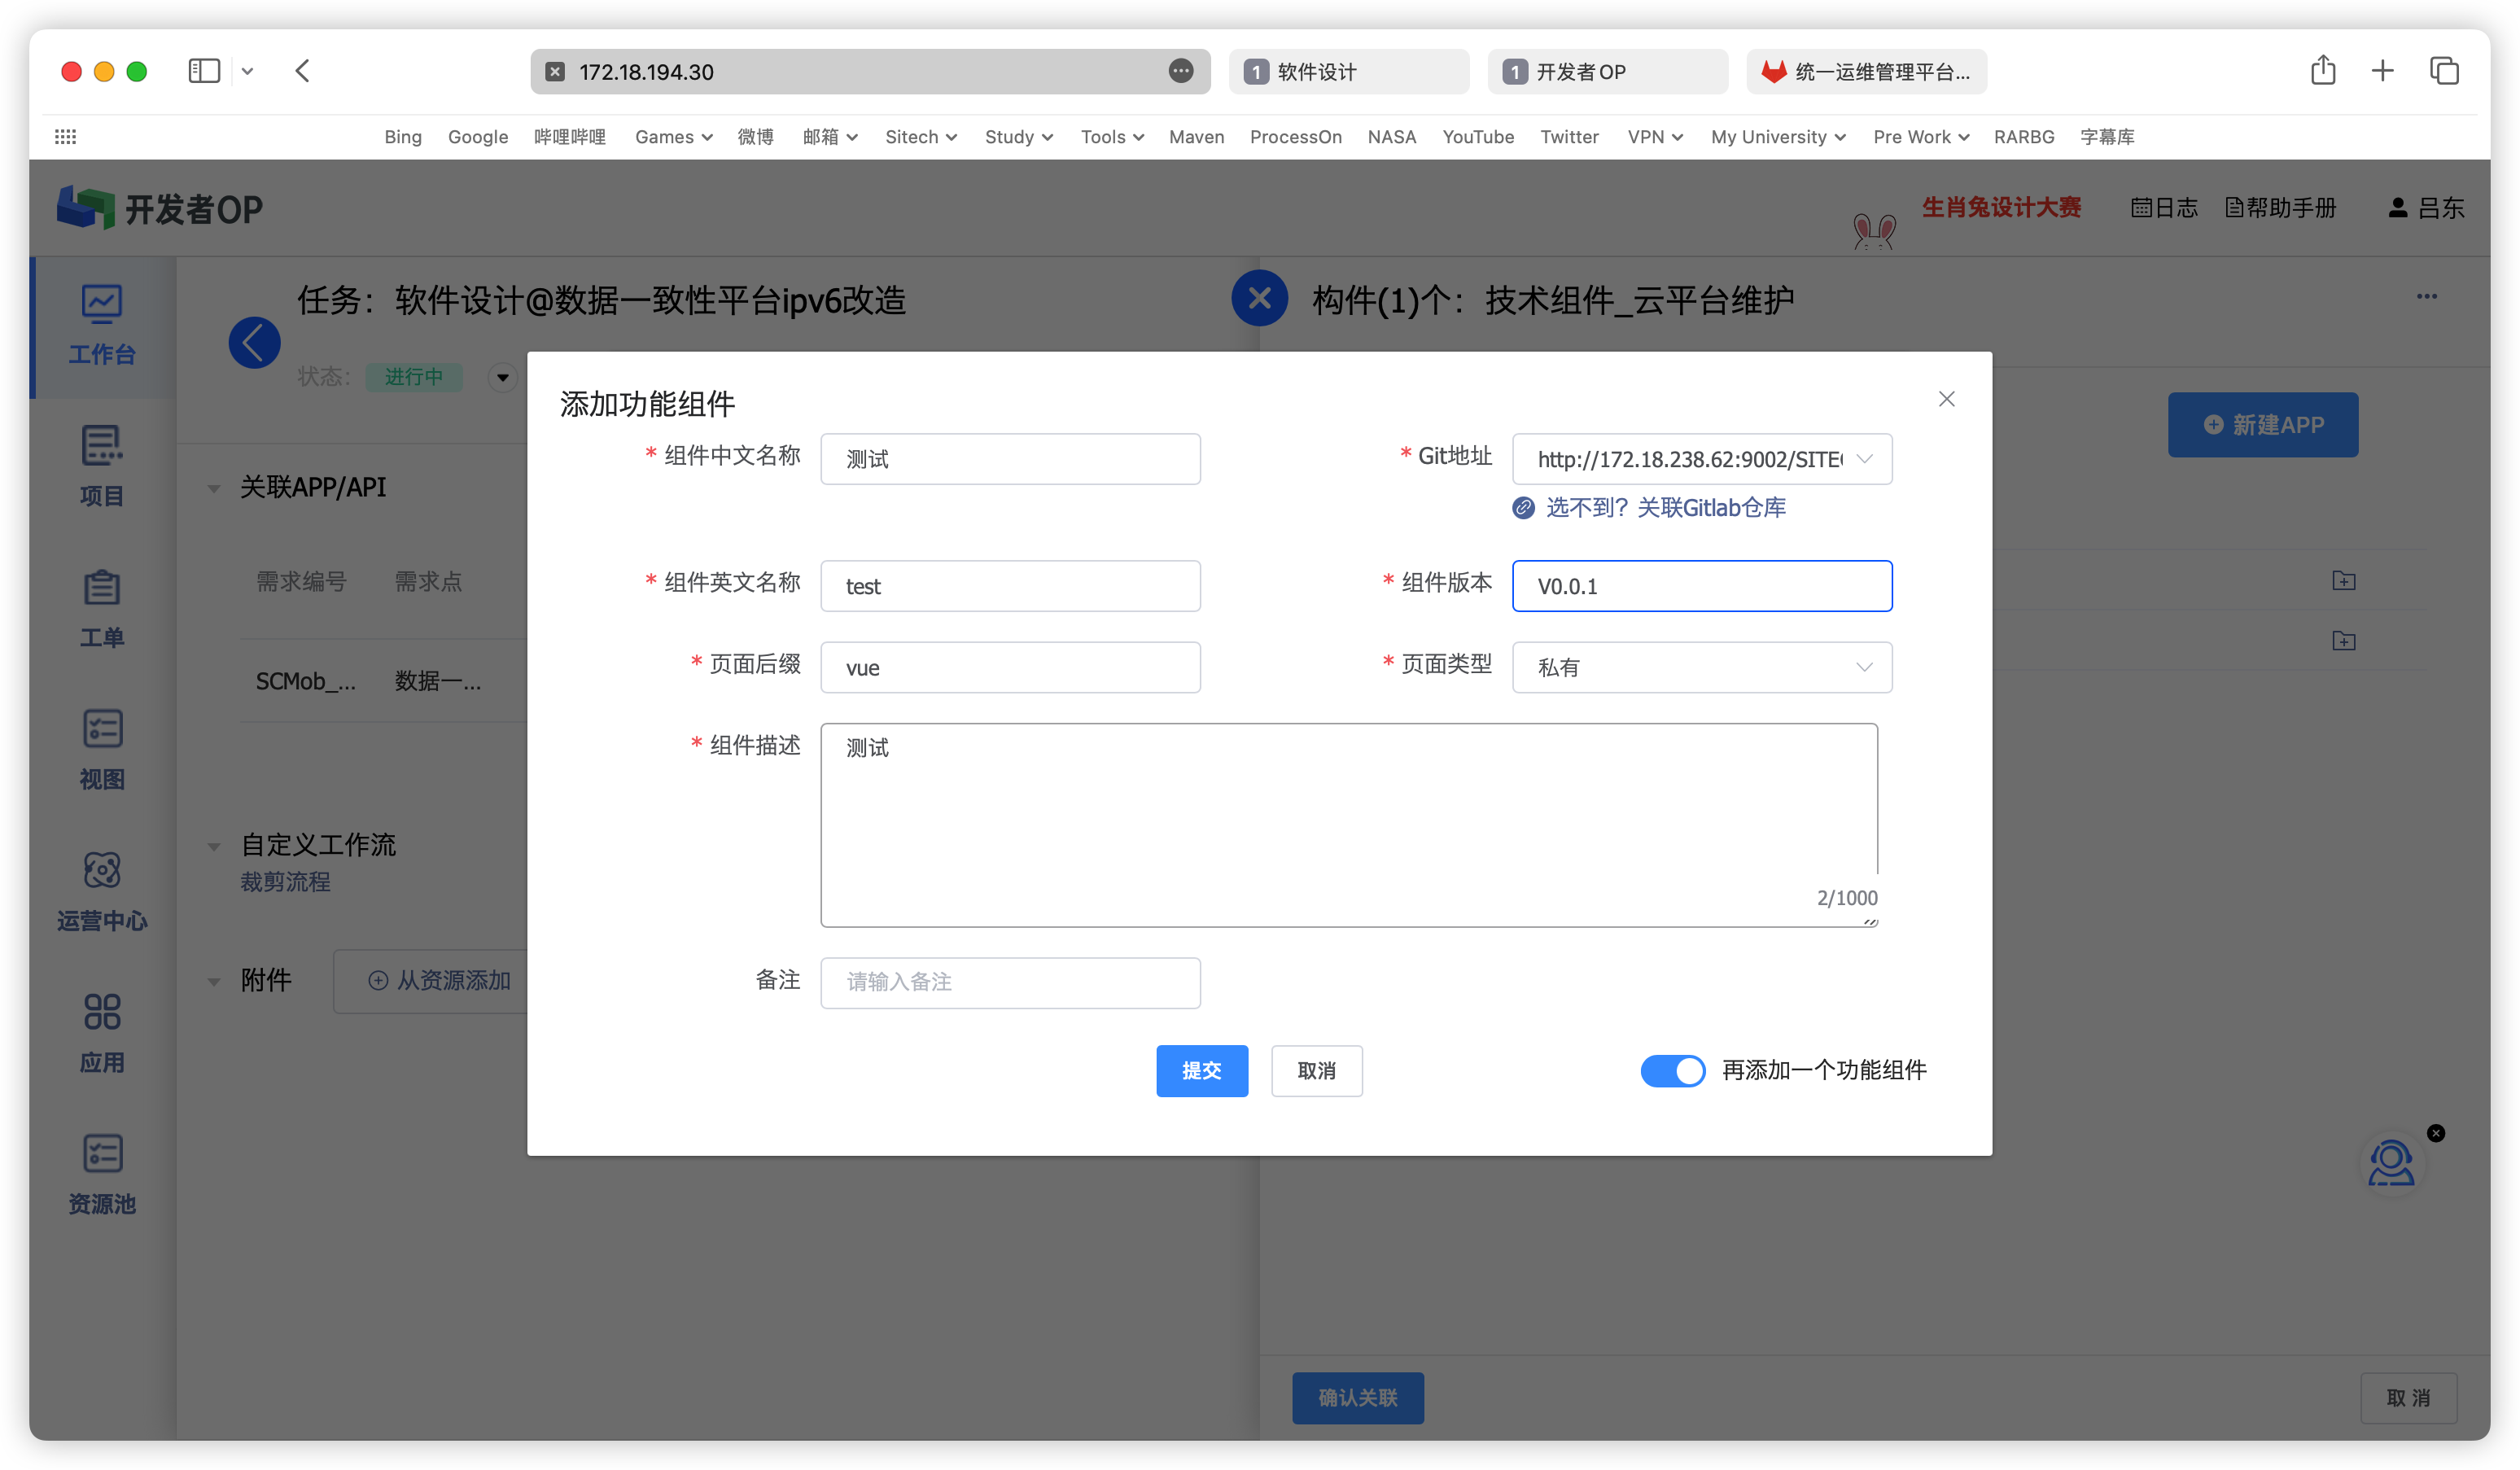 172.18.194.30
1 软件设计
1 开发者OP
统一运维管理平台...
Bing Google 哔哩哔哩 Games 微博 邮箱 Sitech Study Tools Maven ProcessOn NASA YouTube Twitter VPN My University Pre Work RARBG 字幕库
开发者OP
生肖兔设计大赛
日志
帮助手册
吕东
工作台
项目
工单
视图
运营中心
应用
资源池
任务：软件设计@数据一致性平台ipv6改造
状态：
进行中
关联APP/API
需求编号 需求点
SCMob_... 数据一...
自定义工作流
裁剪流程
附件
从资源添加
构件(1)个：技术组件_云平台维护
...
新建APP
添加功能组件
* 组件中文名称
测试
* Git地址
http://172.18.238.62:9002/SITE
选不到？关联Gitlab仓库
* 组件英文名称
test
* 组件版本
V0.0.1
* 页面后缀
vue
* 页面类型
私有
* 组件描述
测试
2/1000
备注
请输入备注
提交
取消
再添加一个功能组件
确认关联
取 消